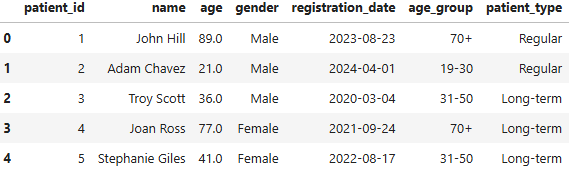 patient_id name age gender registration_date age_group patient_type
0 1 John Hill 89.0 Male 2023-08-23 70+ Regular
1 2 Adam Chavez 21.0 Male 2024-04-01 19-30 Regular
2 3 Troy Scott 36.0 Male 2020-03-04 31-50 Long-term
3 4 Joan Ross 77.0 Female 2021-09-24 70+ Long-term
4 5 Stephanie Giles 41.0 Female 2022-08-17 31-50 Long-term